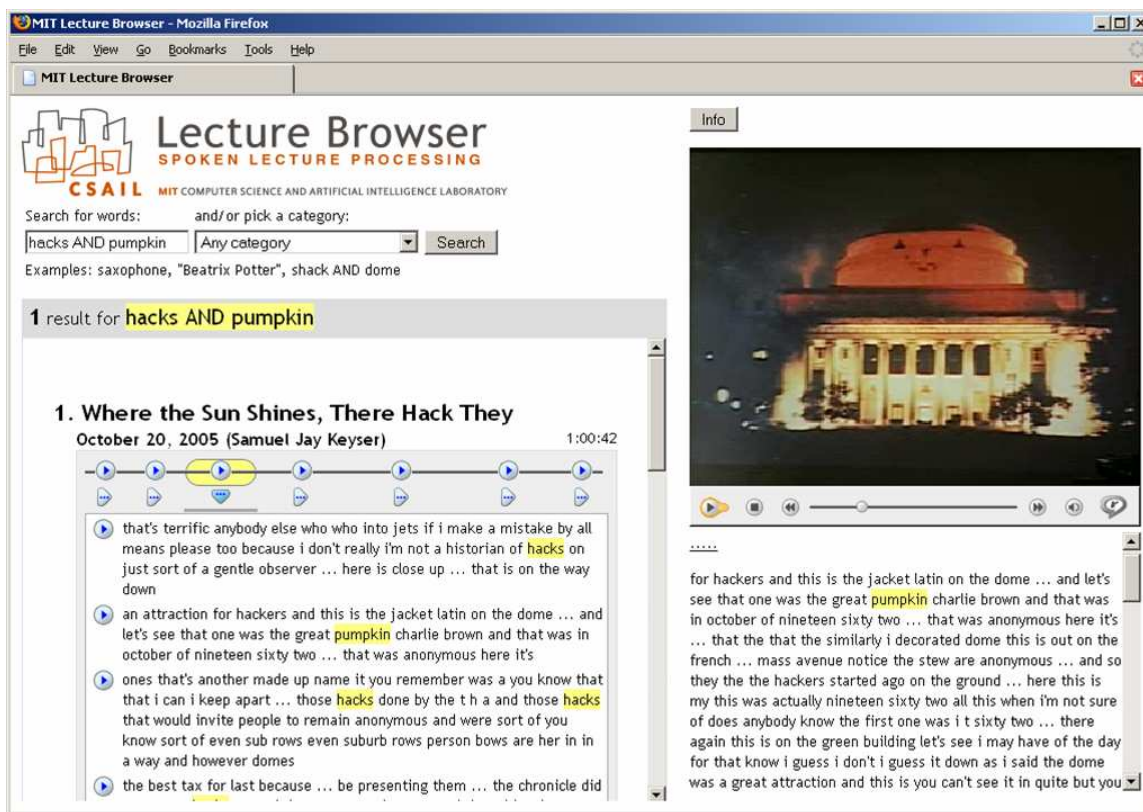 MIT Lecture Browser - Mozilla Firefox
File Edit View Go Bookmarks Tools Help
MIT Lecture Browser
Lecture Browser
SPOKEN LECTURE PROCESSING
CSAIL MIT COMPUTER SCIENCE AND ARTIFICIAL INTELLIGENCE LABORATORY
Search for words: and/or pick a category:
hacks AND pumpkin Any category Search
Examples: saxophone, "Beatrix Potter", shack AND dome
1 result for hacks AND pumpkin
1. Where the Sun Shines, There Hack They
October 20, 2005 (Samuel Jay Keyser) 1:00:42
that's terrific anybody else who who into jets if i make a mistake by all
means please too because i don't really i'm not a historian of hacks on
just sort of a gentle observer ... here is close up ... that is on the way
down
an attraction for hackers and this is the jacket latin on the dome ... and
let's see that one was the great pumpkin charlie brown and that was in
october of nineteen sixty two ... that was anonymous here it's
ones that's another made up name it you remember was a you know that
that i can i keep apart ... those hacks done by the t h a and those hacks
that would invite people to remain anonymous and were sort of you
know sort of even sub rows even suburb rows person bows are her in in
a way and however domes
the best tax for last because ... be presenting them ... the chronicle did
Info
.....
for hackers and this is the jacket latin on the dome ... and let's
see that one was the great pumpkin charlie brown and that was
in october of nineteen sixty two ... that was anonymous here it's
... that the that the similarly i decorated dome this is out on the
french ... mass avenue notice the stew are anonymous ... and so
they the the hackers started ago on the ground ... here this is
my this was actually nineteen sixty two all this when i'm not sure
of does anybody know the first one was i t sixty two ... there
again this is on the green building let's see i may have of the day
for that know i guess i don't i guess it down as i said the dome
was a great attraction and this is you can't see it in quite but you